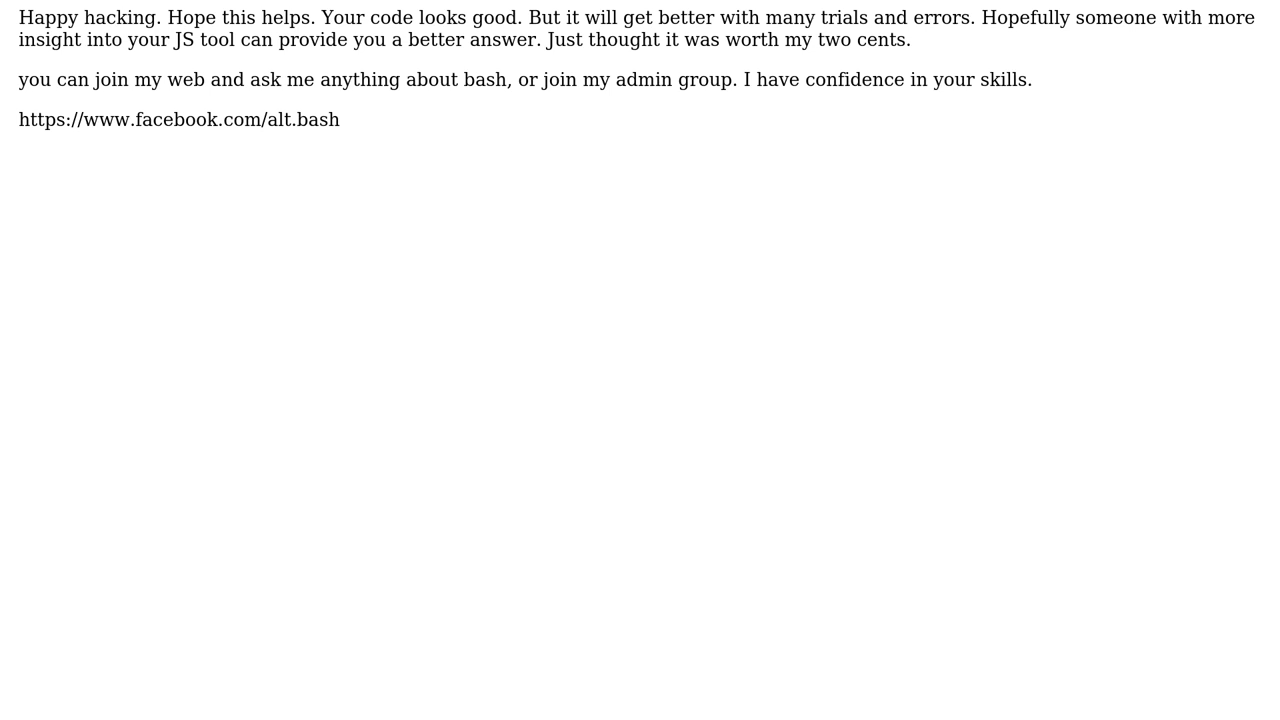 Happy hacking. Hope this helps. Your code looks good. But it will get better with many trials and errors. Hopefully someone with more
insight into your JS tool can provide you a better answer. Just thought it was worth my two cents.
you can join my web and ask me anything about bash, or join my admin group. I have confidence in your skills.
https://www.facebook.com/alt.bash